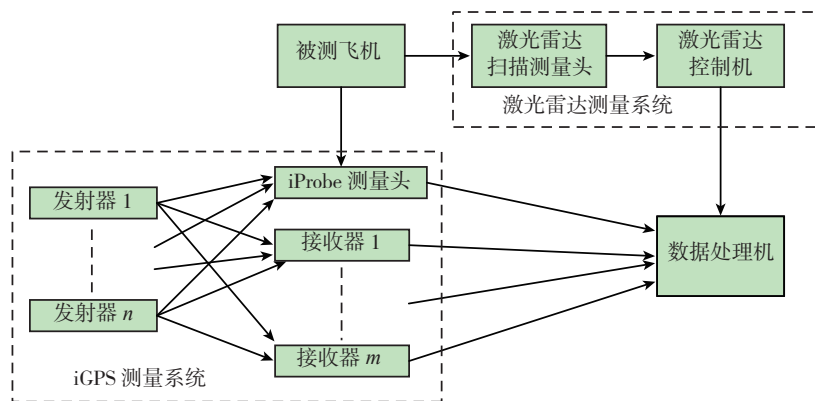 被测飞机
激光雷达
扫描测量头
激光雷达
控制机
激光雷达测量系统
iProbe 测量头
发射器 1
接收器 1
数据处理机
发射器 n
接收器 m
iGPS 测量系统